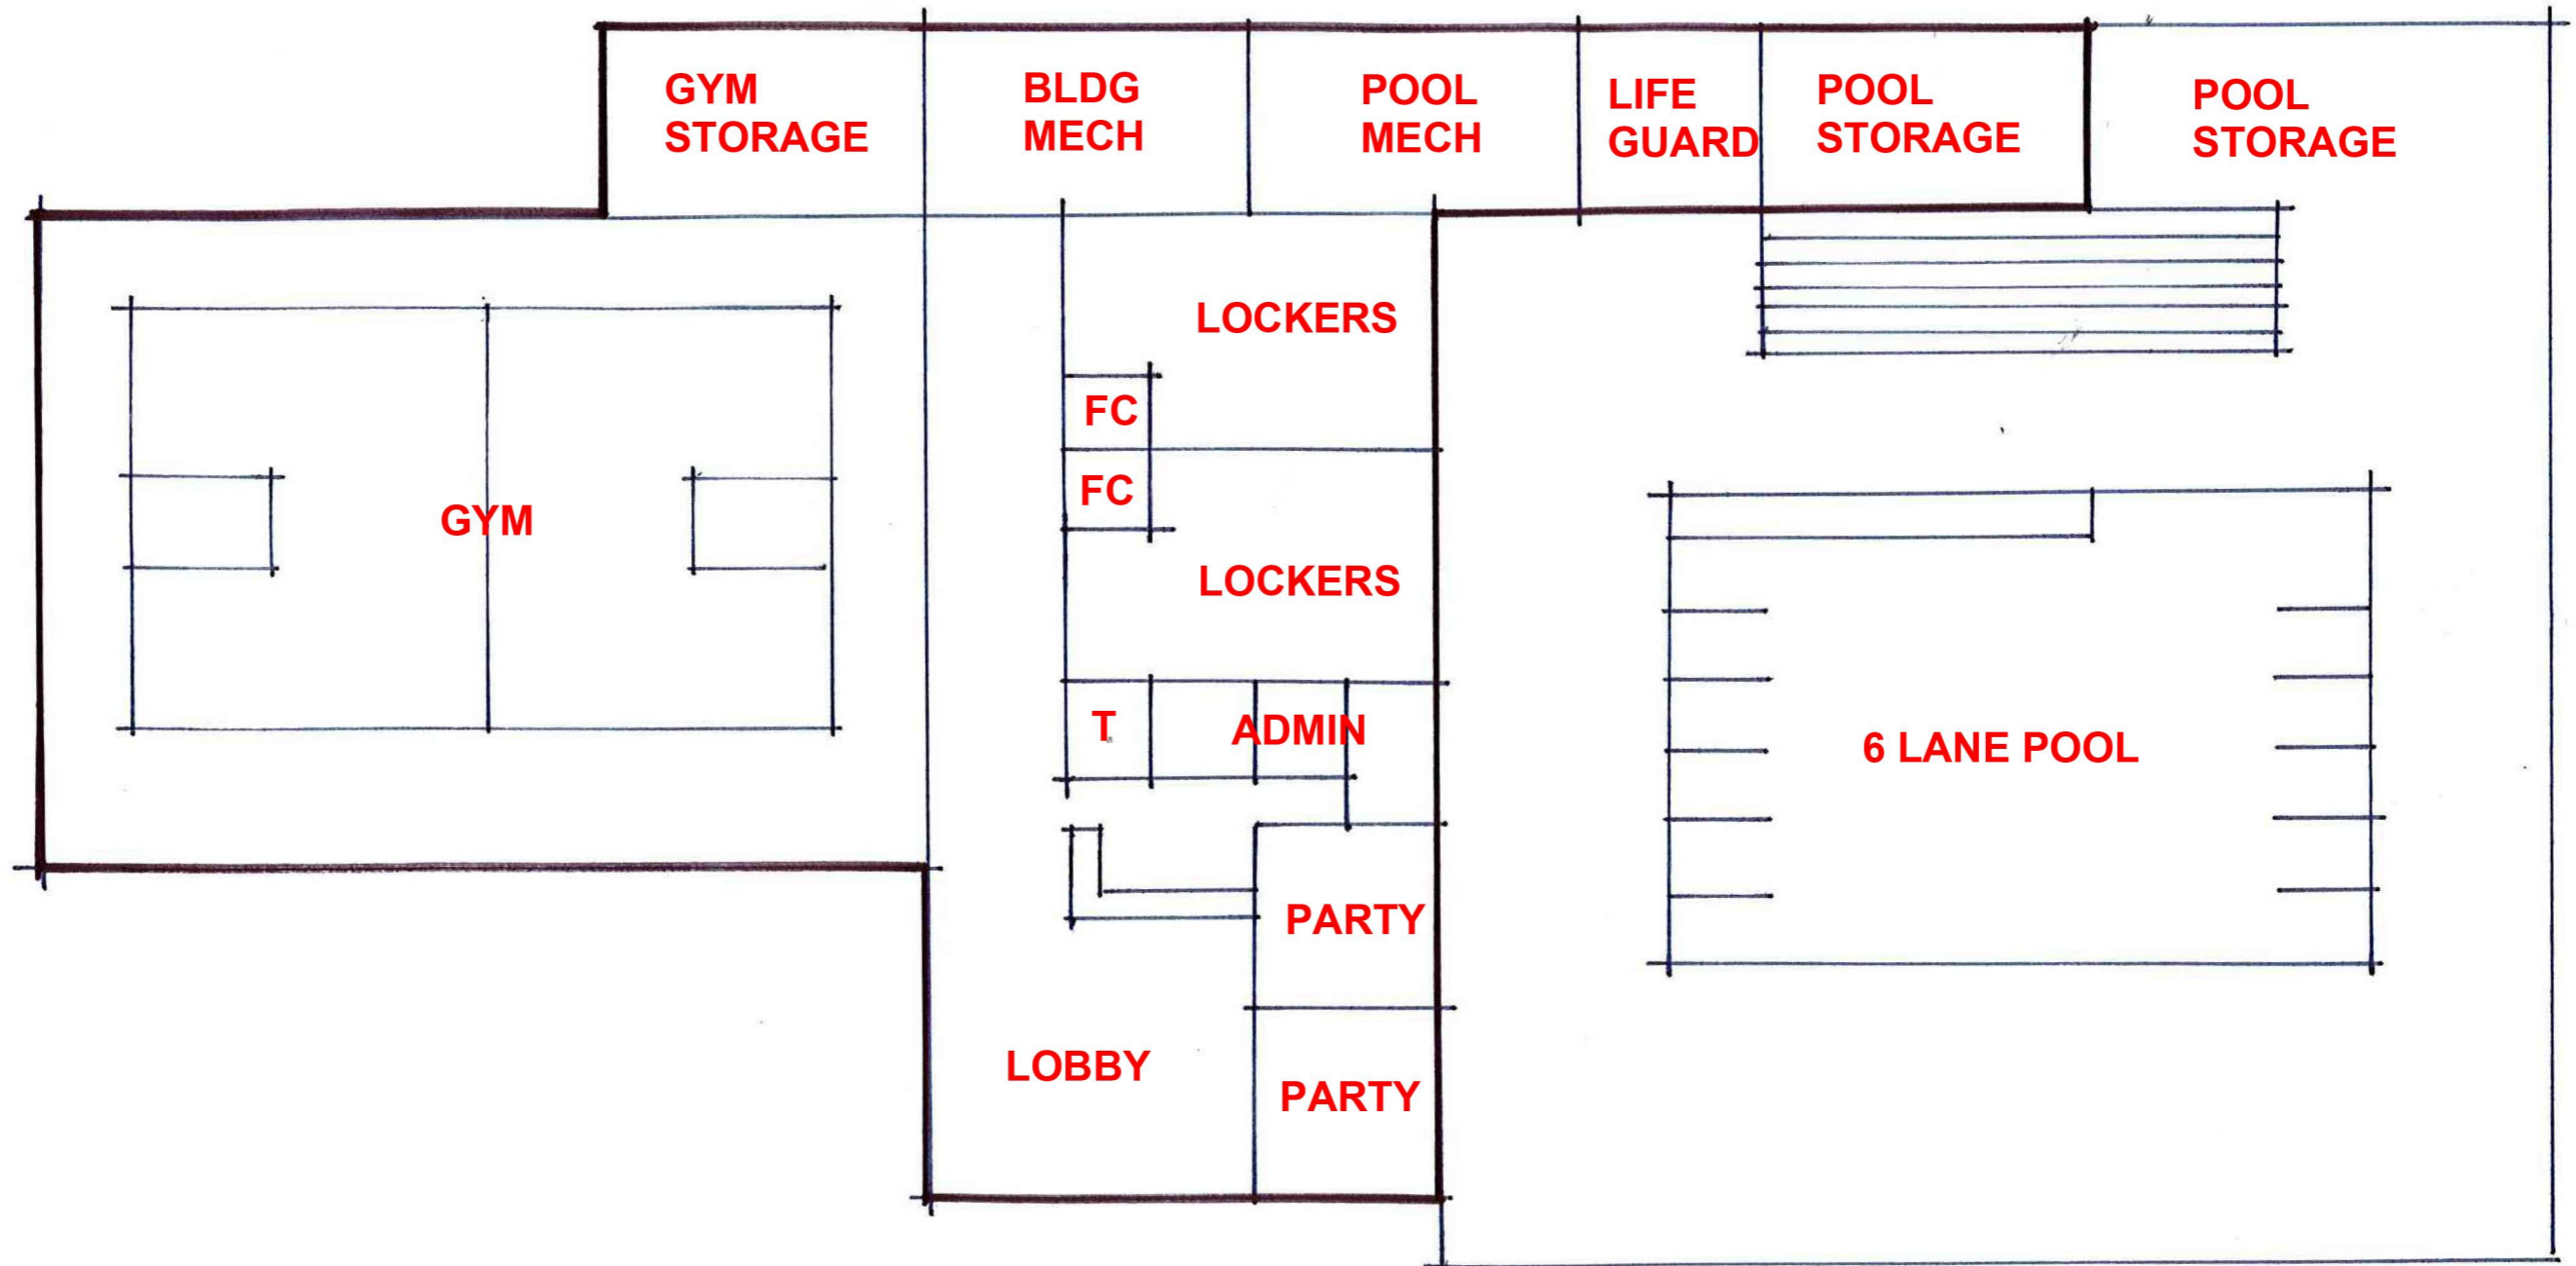 GYM
STORAGE
BLDG
MECH
POOL
MECH
LIFE
GUARD
POOL
STORAGE
POOL
STORAGE
LOCKERS
FC
FC
GYM
LOCKERS
T
ADMIN
6 LANE POOL
PARTY
LOBBY
PARTY